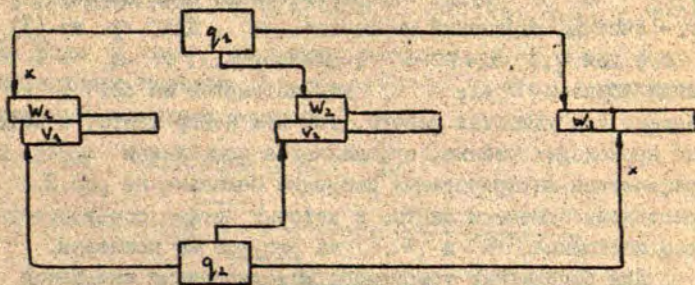 q₁
x
w₁ w₂ w₃
v₁ v₂
x
q₂